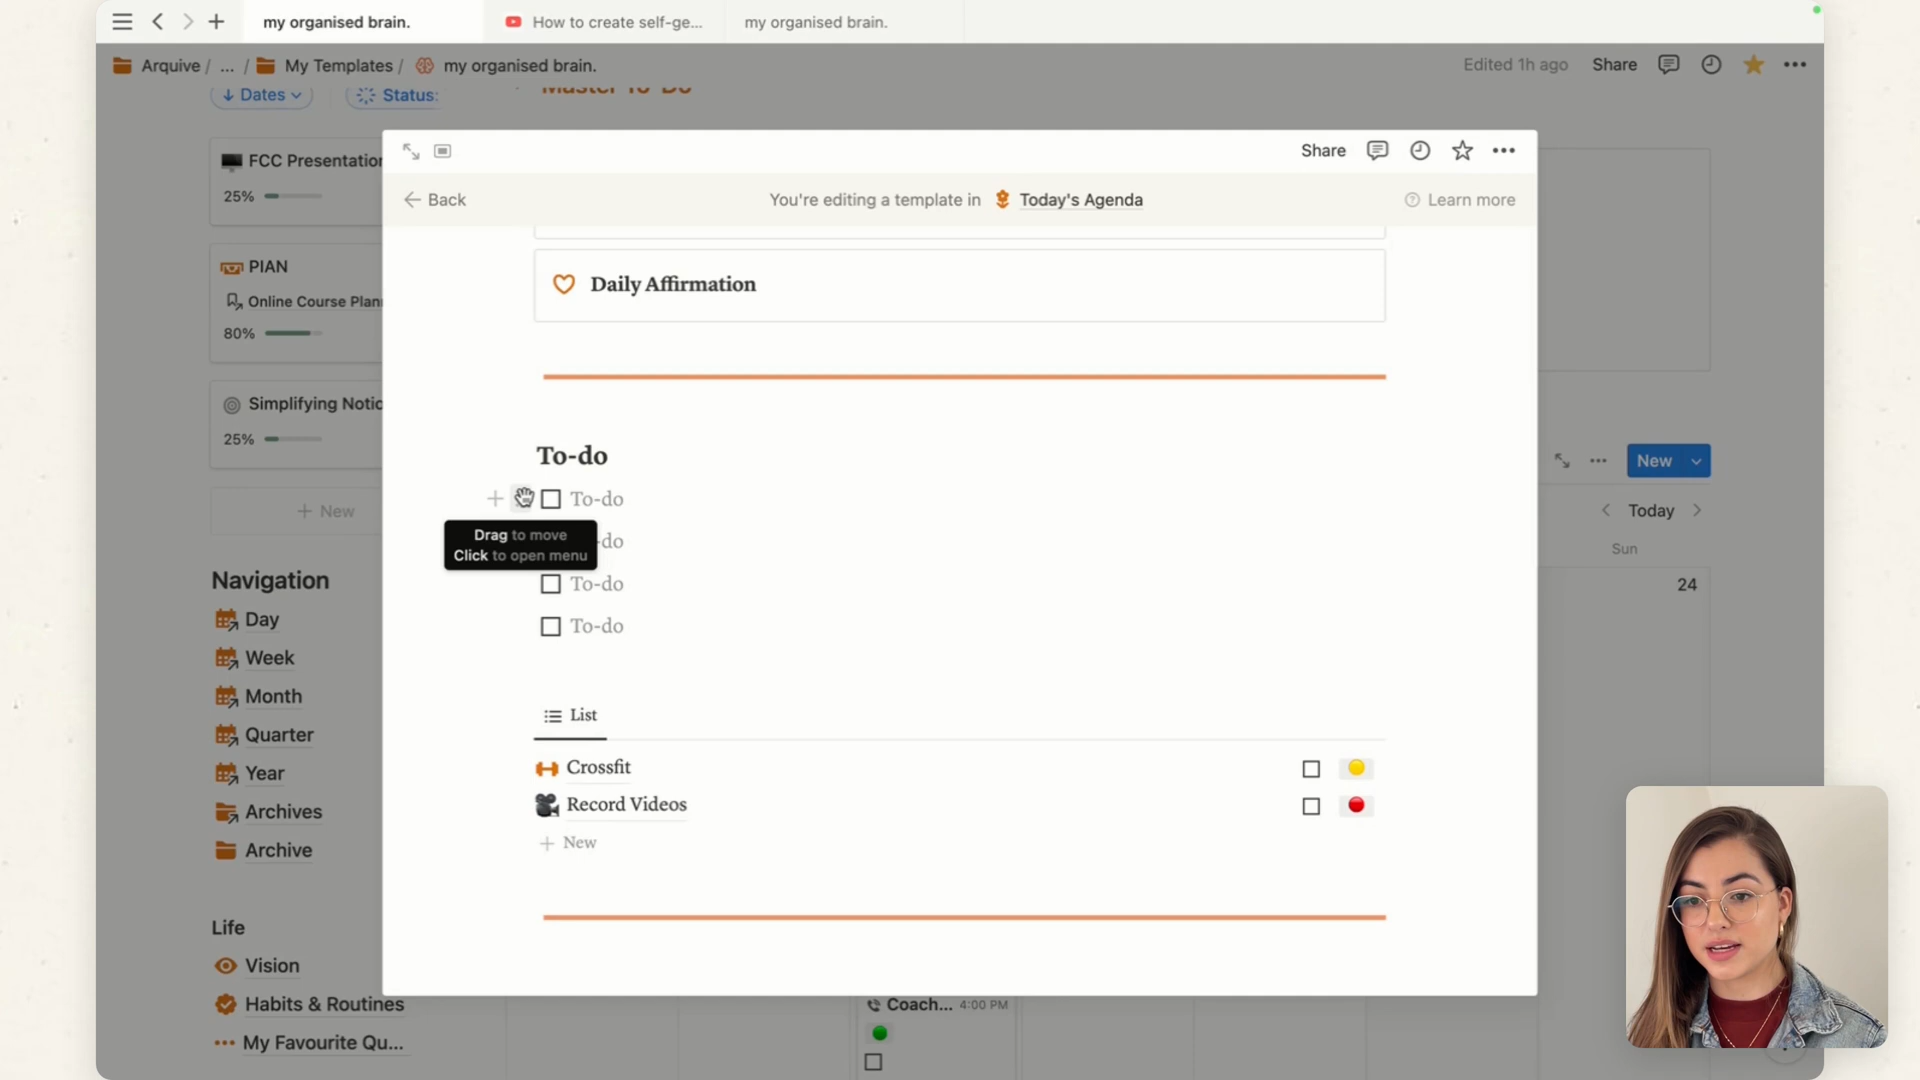 my organised brain.
How to create self-ge...
my organised brain.
Arquive / ... / My Templates / my organised brain.
Edited 1h ago
Share
Dates
Status:
Master To-Do
FCC Presentation
25%
PIAN
Online Course Plan
80%
Simplifying Notio
25%
New
Navigation
Day
Week
Month
Quarter
Year
Archives
Archive
Life
Vision
Habits & Routines
My Favourite Qu...
Share
Back
You're editing a template in Today's Agenda
Learn more
Daily Affirmation
To-do
To-do
Drag to move
Click to open menu
-do
To-do
To-do
List
Crossfit
Record Videos
New
New
Today
Sun
24
Coach... 4:00 PM